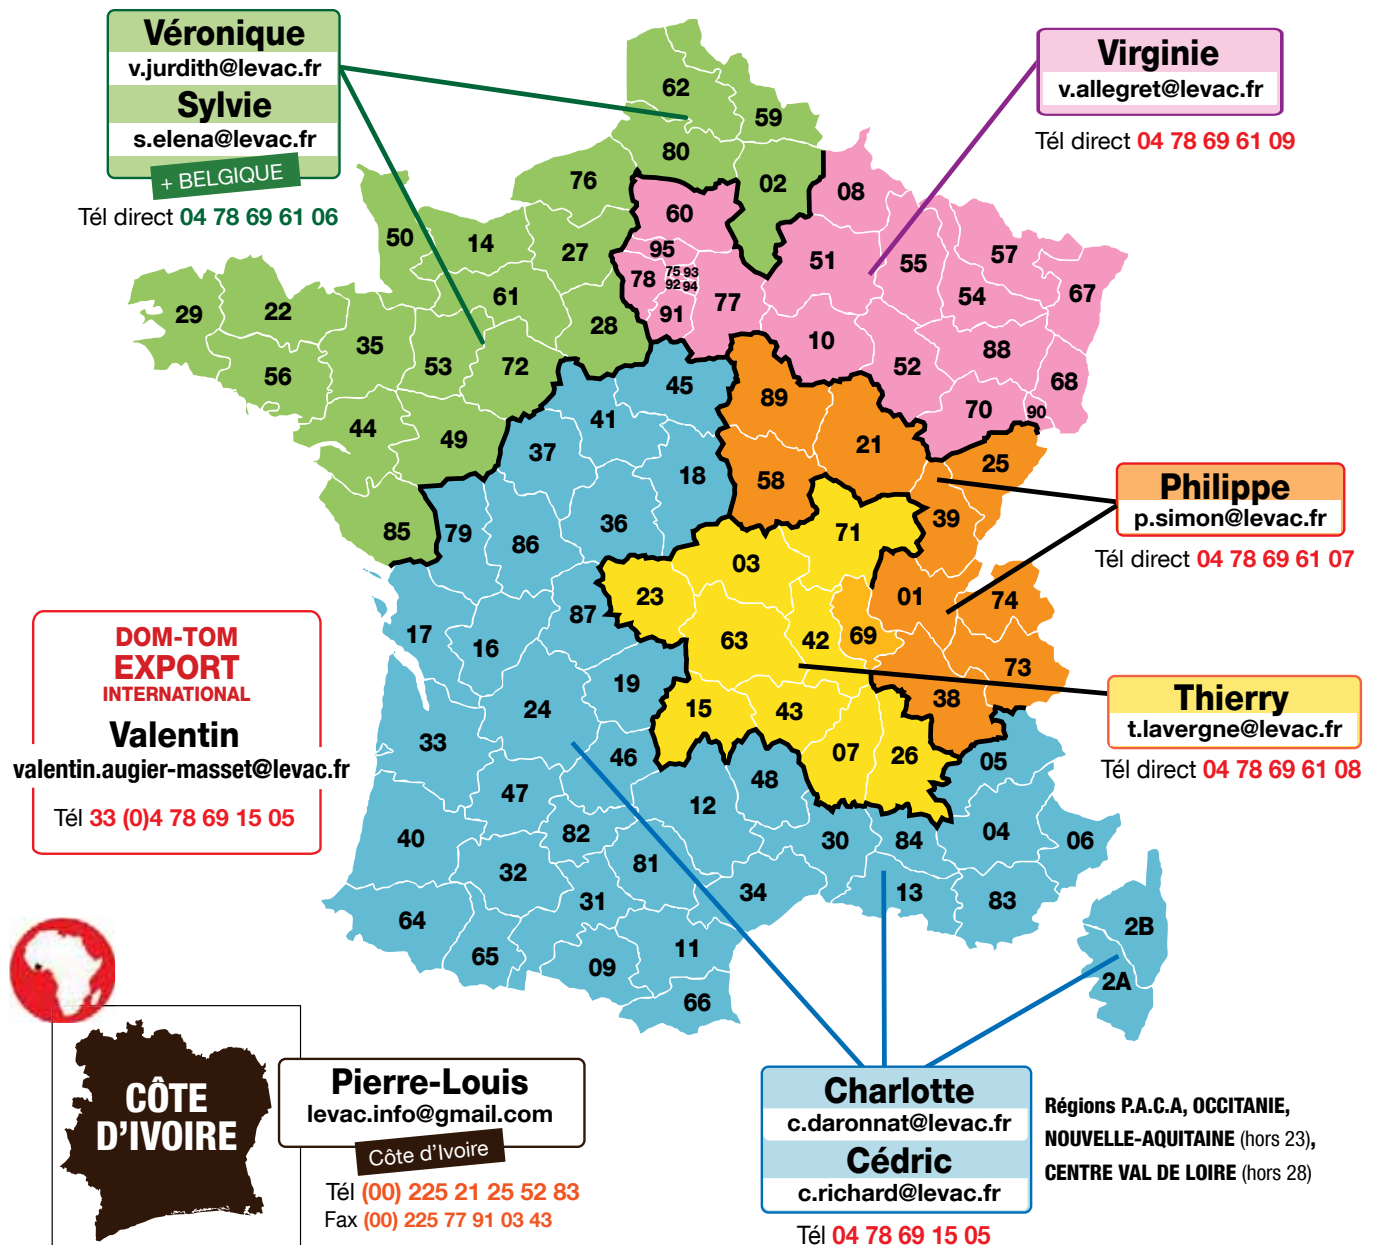 Véronique
v.jurdith@levac.fr
Sylvie
s.elena@levac.fr
+ BELGIQUE
Tél direct 04 78 69 61 06
Virginie
v.allegret@levac.fr
Tél direct 04 78 69 61 09
62
59
80
02
76
60
08
50
14
27
95
51
55
57
78
75 93
92 94
77
54
67
29
22
61
91
28
10
88
35
53
72
52
68
56
45
89
70
90
41
44
49
37
21
25
18
58
85
79
86
36
71
39
03
23
01
74
87
17
16
63
42
69
73
19
24
15
43
38
33
46
07
26
05
48
47
12
40
82
30
84
04
06
32
81
31
34
13
83
64
65
09
11
2B
66
2A
Philippe
p.simon@levac.fr
Tél direct 04 78 69 61 07
Thierry
t.lavergne@levac.fr
Tél direct 04 78 69 61 08
DOM-TOM
EXPORT
INTERNATIONAL
Valentin
valentin.augier-masset@levac.fr
Tél 33 (0)4 78 69 15 05
CÔTE
D'IVOIRE
Pierre-Louis
levac.info@gmail.com
Côte d'Ivoire
Tél (00) 225 21 25 52 83
Fax (00) 225 77 91 03 43
Charlotte
c.daronnat@levac.fr
Cédric
c.richard@levac.fr
Tél 04 78 69 15 05
Régions P.A.C.A, OCCITANIE,
NOUVELLE-AQUITAINE (hors 23),
CENTRE VAL DE LOIRE (hors 28)